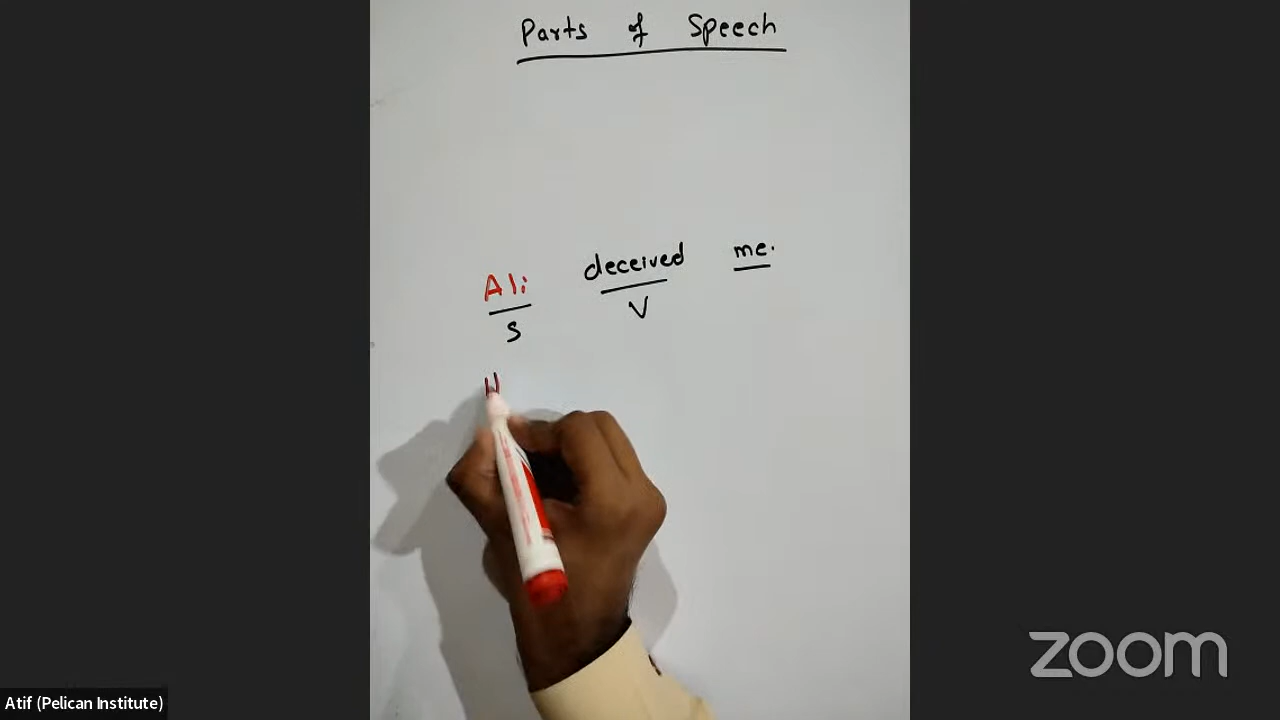 Parts of Speech
Ali deceived me.
S V
zoom
Atif (Pelican Institute)